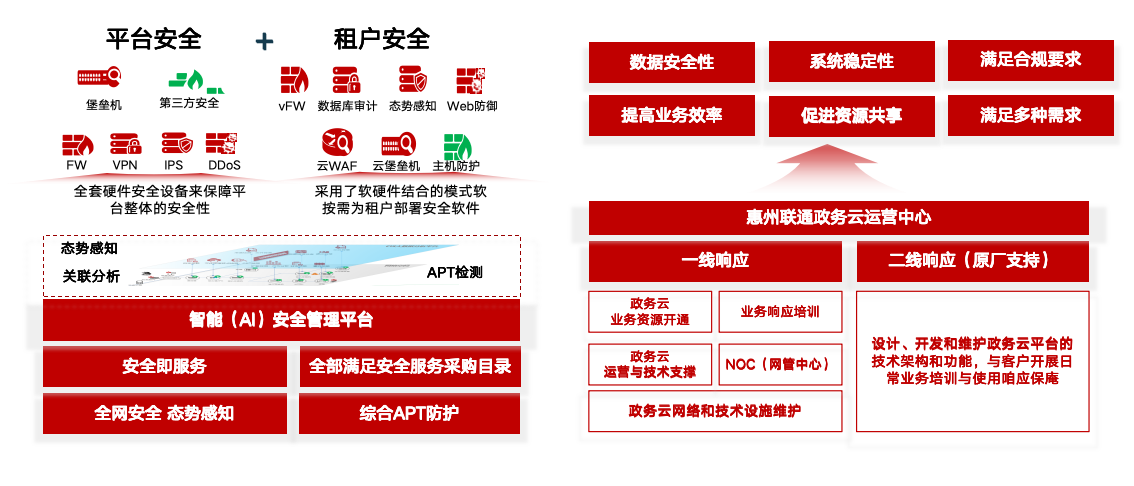 平台安全
+
租户安全
堡垒机
第三方安全
vFW
数据库审计
态势感知
Web防御
FW
VPN
IPS
DDoS
云WAF
云堡垒机
主机防护
全套硬件安全设备来保障平
台整体的安全性
采用了软硬件结合的模式软
按需为租户部署安全软件
态势感知
关联分析
APT检测
智能（AI）安全管理平台
安全即服务
全部满足安全服务采购目录
全网安全 态势感知
综合APT防护
数据安全性
系统稳定性
满足合规要求
提高业务效率
促进资源共享
满足多种需求
惠州联通政务云运营中心
一线响应
二线响应（原厂支持）
政务云
业务资源开通
业务响应培训
政务云
运营与技术支撑
NOC（网管中心）
政务云网络和技术设施维护
设计、开发和维护政务云平台的
技术架构和功能，与客户开展日
常业务培训与使用响应保庵